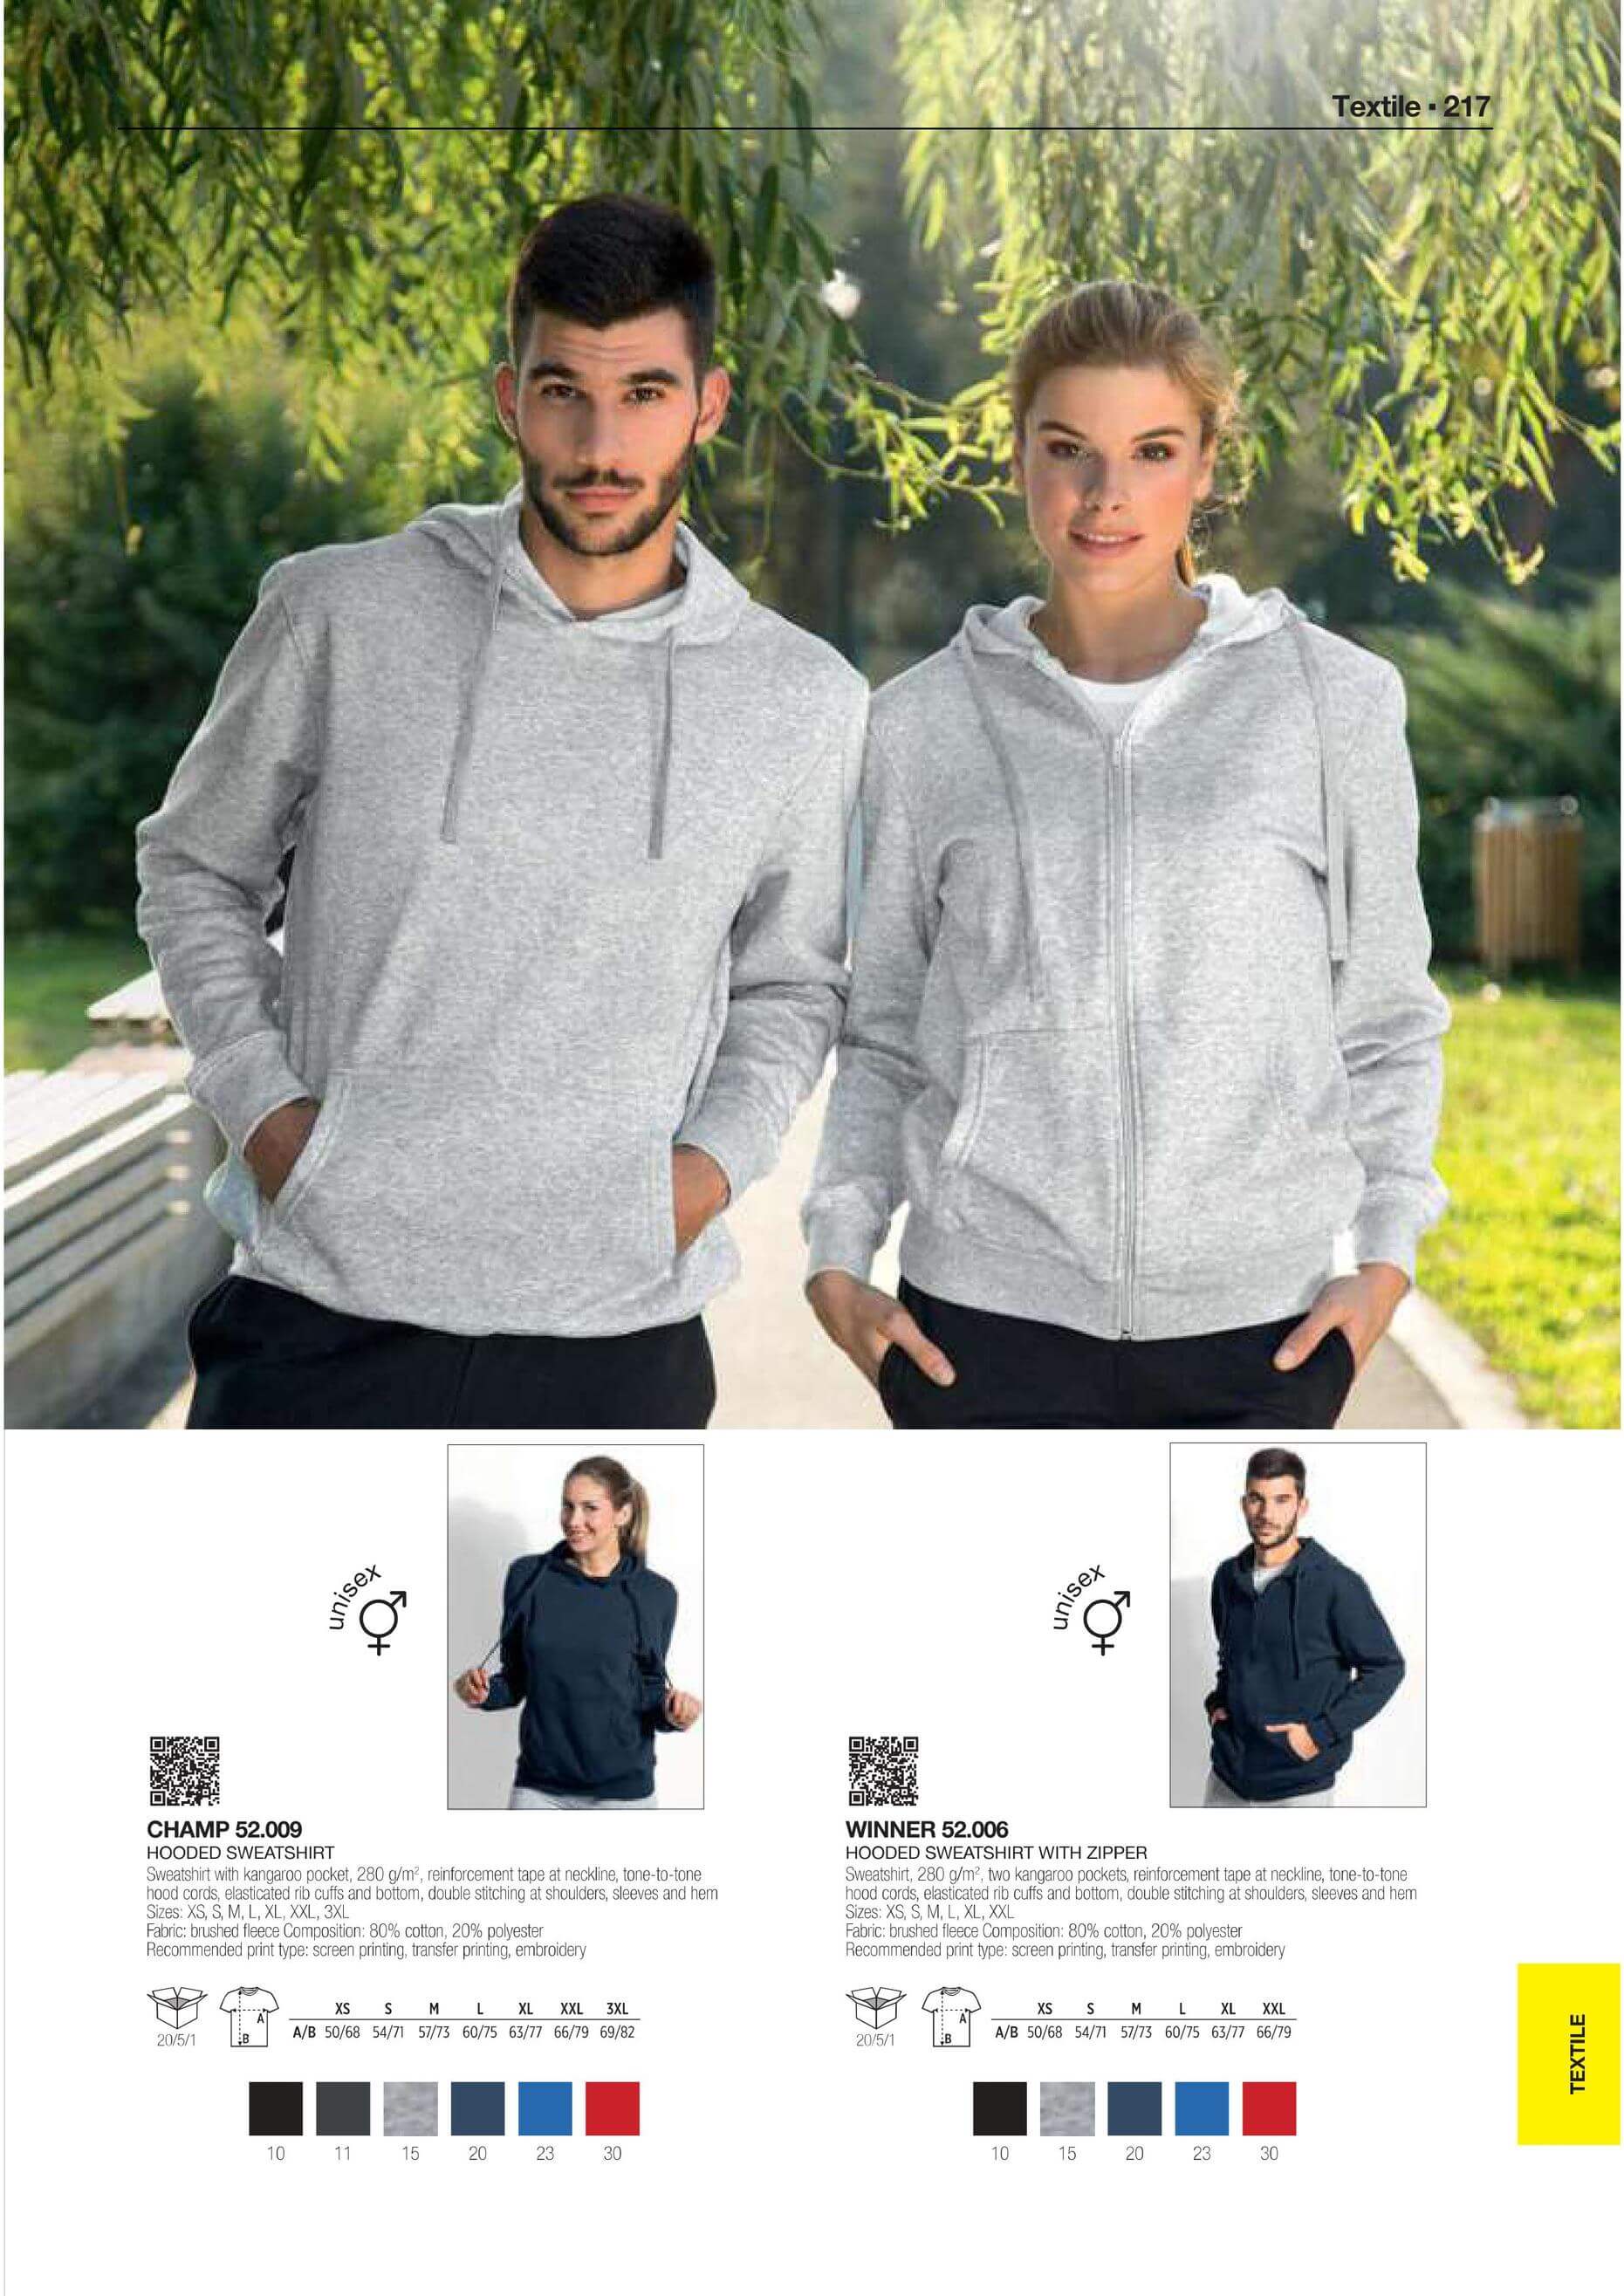 Textile ▪ 217
unisex
CHAMP 52.009
HOODED SWEATSHIRT
Sweatshirt with kangaroo pocket, 280 g/m², reinforcement tape at neckline, tone-to-tone
hood cords, elasticated rib cuffs and bottom, double stitching at shoulders, sleeves and hem
Sizes: XS, S, M, L, XL, XXL, 3XL
Fabric: brushed fleece Composition: 80% cotton, 20% polyester
Recommended print type: screen printing, transfer printing, embroidery
20/5/1
A
B
XS S M L XL XXL 3XL
A/B 50/68 54/71 57/73 60/75 63/77 66/79 69/82
10 11 15 20 23 30
unisex
WINNER 52.006
HOODED SWEATSHIRT WITH ZIPPER
Sweatshirt, 280 g/m², two kangaroo pockets, reinforcement tape at neckline, tone-to-tone
hood cords, elasticated rib cuffs and bottom, double stitching at shoulders, sleeves and hem
Sizes: XS, S, M, L, XL, XXL
Fabric: brushed fleece Composition: 80% cotton, 20% polyester
Recommended print type: screen printing, transfer printing, embroidery
20/5/1
A
B
XS S M L XL XXL
A/B 50/68 54/71 57/73 60/75 63/77 66/79
10 15 20 23 30
TEXTILE